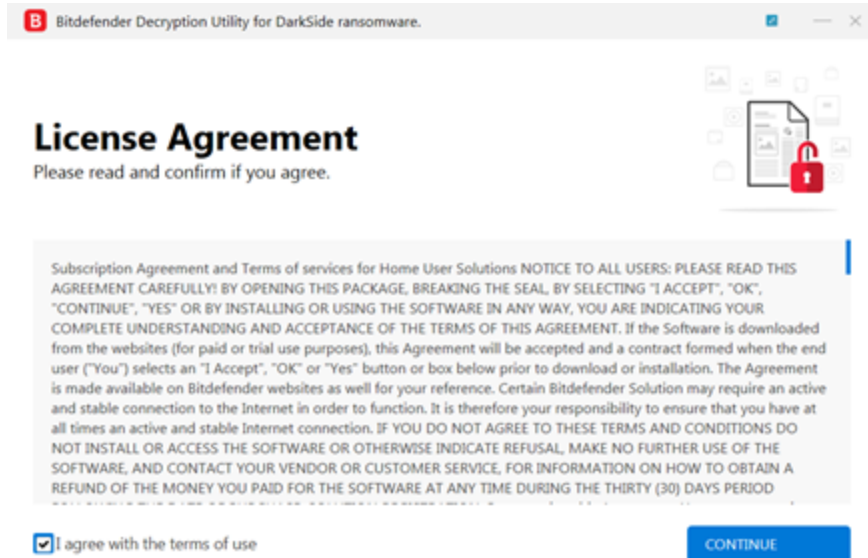 B Bitdefender Decryption Utility for DarkSide ransomware.
License Agreement
Please read and confirm if you agree.
Subscription Agreement and Terms of services for Home User Solutions NOTICE TO ALL USERS: PLEASE READ THIS
AGREEMENT CAREFULLY! BY OPENING THIS PACKAGE, BREAKING THE SEAL, BY SELECTING "I ACCEPT", "OK",
"CONTINUE", "YES" OR BY INSTALLING OR USING THE SOFTWARE IN ANY WAY, YOU ARE INDICATING YOUR
COMPLETE UNDERSTANDING AND ACCEPTANCE OF THE TERMS OF THIS AGREEMENT. If the Software is downloaded
from the websites (for paid or trial use purposes), this Agreement will be accepted and a contract formed when the end
user ("You") selects an "I Accept", "OK" or "Yes" button or box below prior to download or installation. The Agreement
is made available on Bitdefender websites as well for your reference. Certain Bitdefender Solution may require an active
and stable connection to the Internet in order to function. It is therefore your responsibility to ensure that you have at
all times an active and stable Internet connection. IF YOU DO NOT AGREE TO THESE TERMS AND CONDITIONS DO
NOT INSTALL OR ACCESS THE SOFTWARE OR OTHERWISE INDICATE REFUSAL, MAKE NO FURTHER USE OF THE
SOFTWARE, AND CONTACT YOUR VENDOR OR CUSTOMER SERVICE, FOR INFORMATION ON HOW TO OBTAIN A
REFUND OF THE MONEY YOU PAID FOR THE SOFTWARE AT ANY TIME DURING THE THIRTY (30) DAYS PERIOD
I agree with the terms of use
CONTINUE